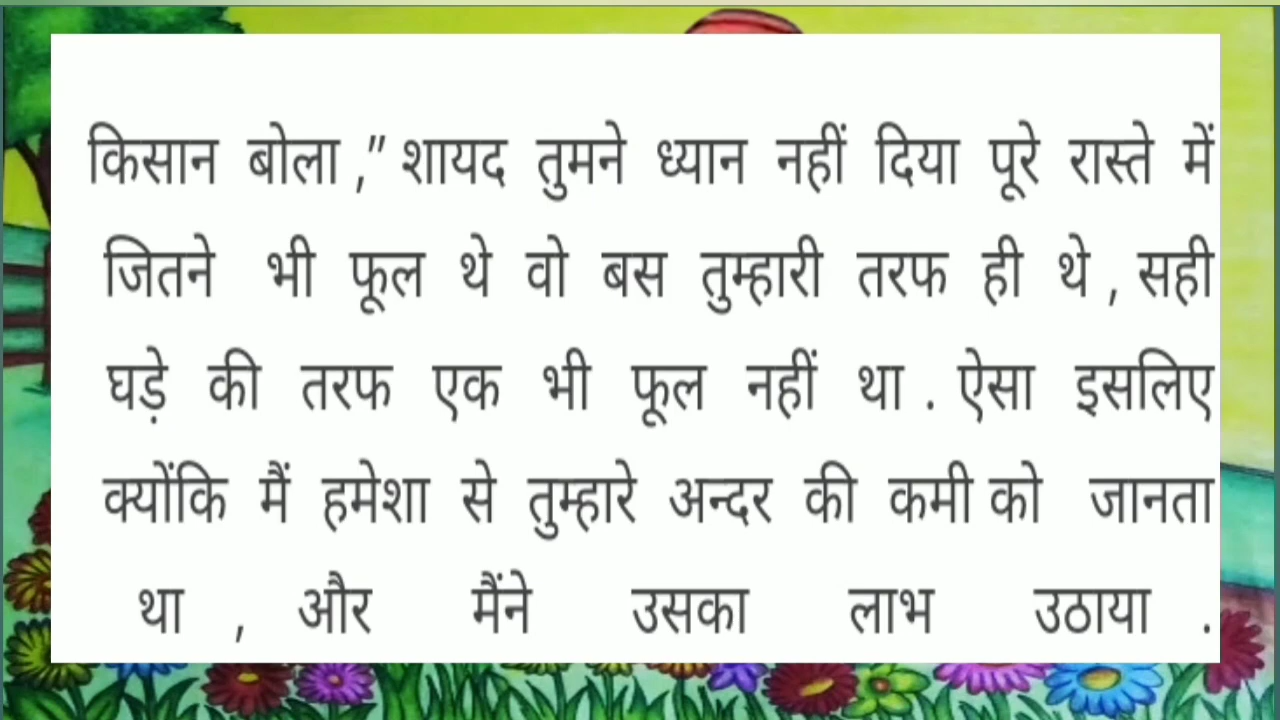 किसान बोला ,” शायद तुमने ध्यान नहीं दिया पूरे रास्ते में
जितने भी फूल थे वो बस तुम्हारी तरफ ही थे , सही
घड़े की तरफ एक भी फूल नहीं था . ऐसा इसलिए
क्योंकि मैं हमेशा से तुम्हारे अन्दर की कमी को जानता
था , और मैंने उसका लाभ उठाया .